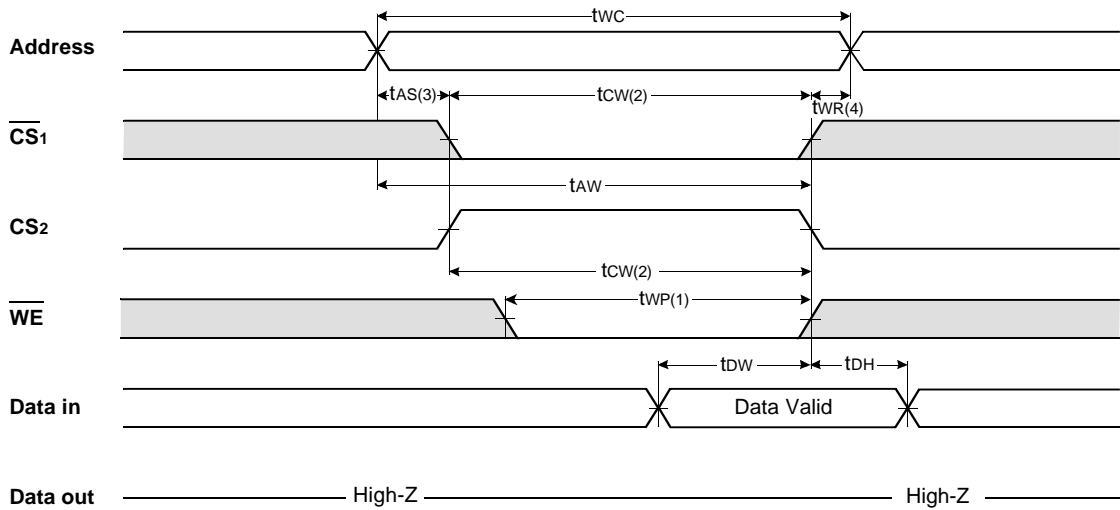 tWC
Address
tAS(3) tCW(2) tWR(4)
CS1
tAW
CS2
tCW(2)
tWP(1)
WE
tDW tDH
Data in Data Valid
Data out High-Z High-Z